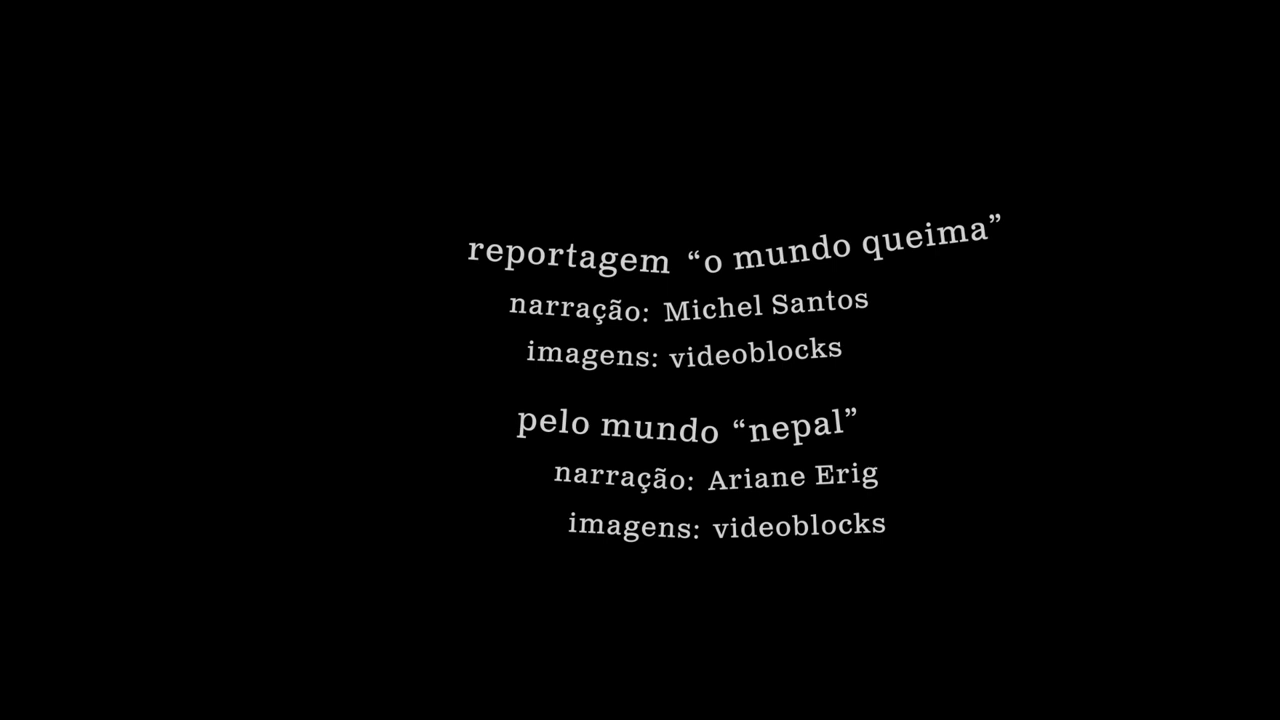 reportagem “o mundo queima”
narração: Michel Santos
imagens: videoblocks
pelo mundo “nepal”
narração: Ariane Erig
imagens: videoblocks